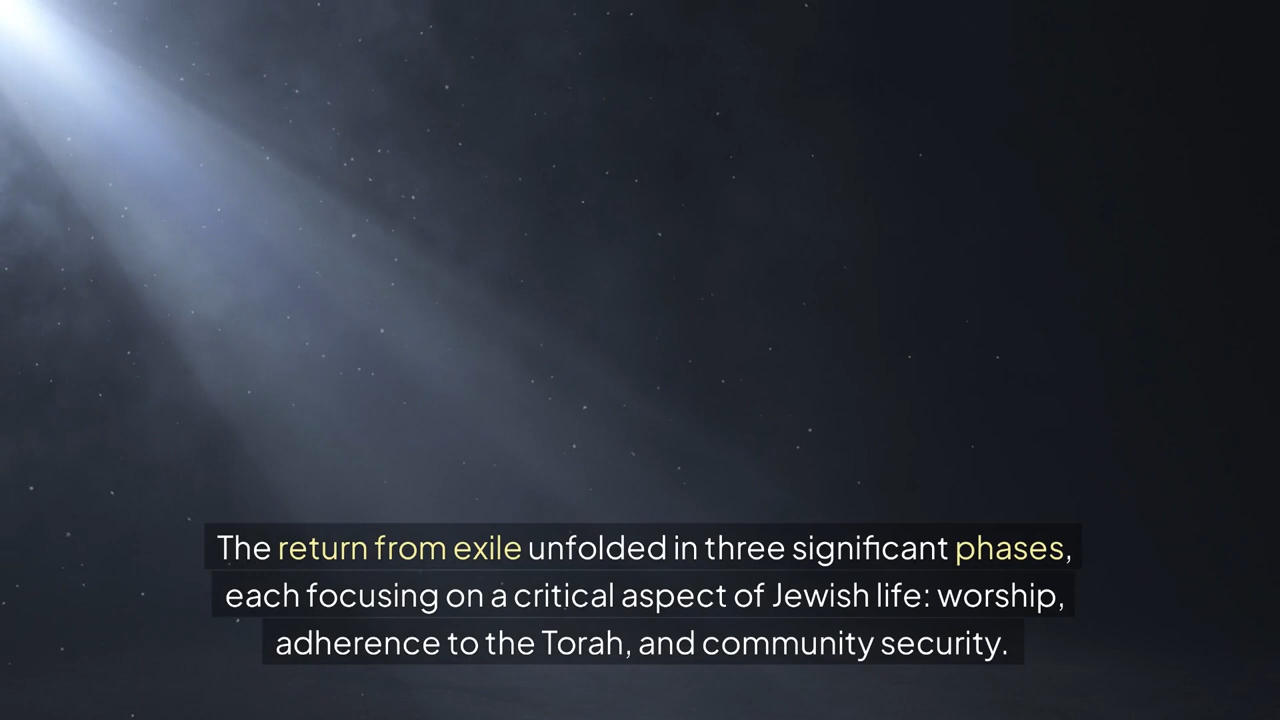 The return from exile unfolded in three significant phases,
each focusing on a critical aspect of Jewish life: worship,
adherence to the Torah, and community security.